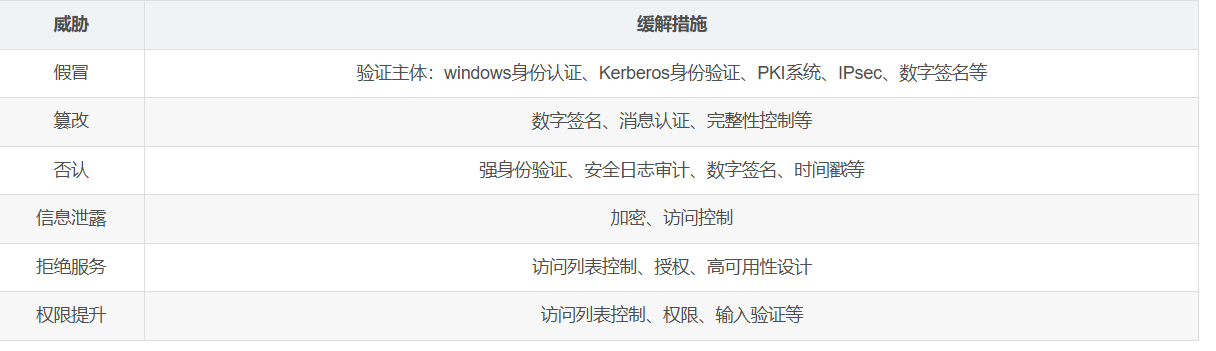 威胁 缓解措施
假冒 验证主体：windows身份认证、Kerberos身份验证、PKI系统、IPsec、数字签名等
篡改 数字签名、消息认证、完整性控制等
否认 强身份验证、安全日志审计、数字签名、时间戳等
信息泄露 加密、访问控制
拒绝服务 访问列表控制、授权、高可用性设计
权限提升 访问列表控制、权限、输入验证等